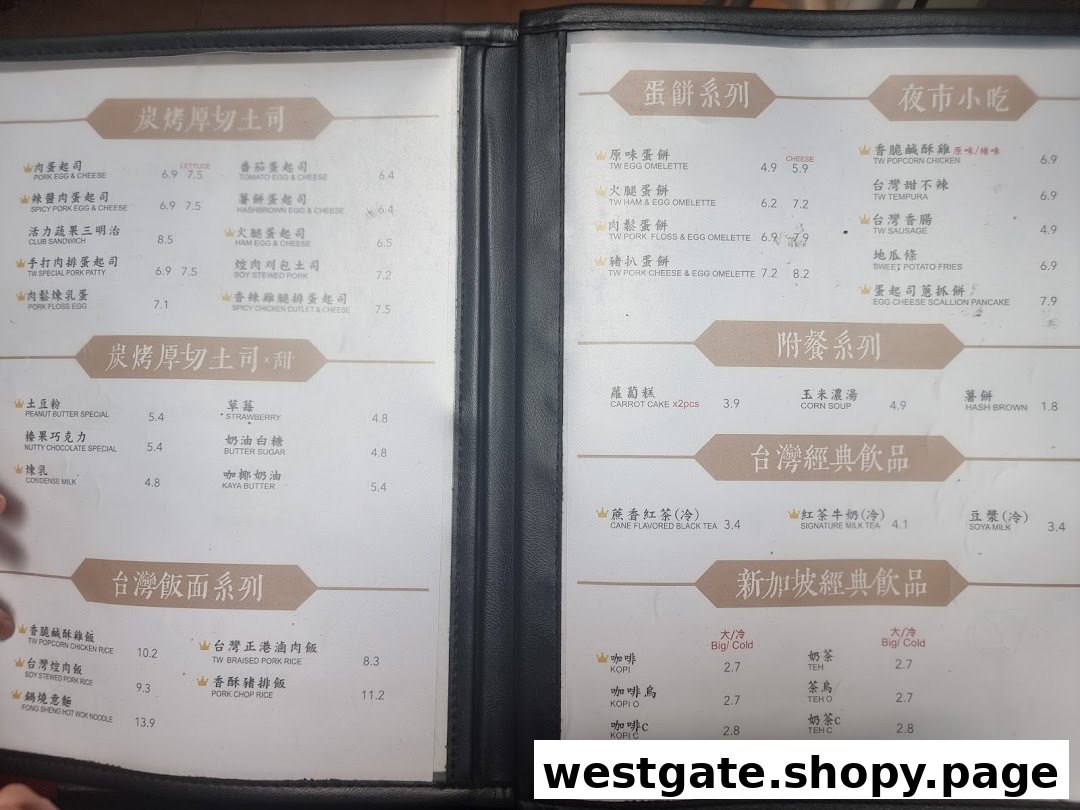 炭烤厚切土司
肉蛋起司
PORK EGG & CHEESE
6.9
LETTUCE
7.5
辣醬肉蛋起司
SPICY PORK EGG & CHEESE
6.9 7.5
活力蔬果三明治
CLUB SANDWICH
8.5
手打肉排蛋起司
TW SPECIAL PORK PATTY
6.9 7.5
肉鬆煉乳蛋
PORK FLOSS EGG
7.1
番茄蛋起司
TOMATO EGG & CHEESE
6.4
薯餅蛋起司
HASHBROWN EGG & CHEESE
6.4
火腿蛋起司
HAM EGG & CHEESE
6.5
焢肉刈包土司
SOY STEWED PORK
7.2
香辣雞腿排蛋起司
SPICY CHICKEN CUTLET & CHEESE
7.5
炭烤厚切土司×甜
土豆粉
PEANUT BUTTER SPECIAL
5.4
榛果巧克力
NUTTY CHOCOLATE SPECIAL
5.4
煉乳
CONDENSE MILK
4.8
草莓
STRAWBERRY
4.8
奶油白糖
BUTTER SUGAR
4.8
咖椰奶油
KAYA BUTTER
5.4
台灣飯面系列
香脆鹹酥雞飯
TW POPCORN CHICKEN RICE
10.2
台灣焢肉飯
SOY STEWED PORK RICE
9.3
鍋燒意麵
FONG SHENG HOT WOK NOODLE
13.9
台灣正港滷肉飯
TW BRAISED PORK RICE
8.3
香酥豬排飯
PORK CHOP RICE
11.2
蛋餅系列
原味蛋餅
TW EGG OMELETTE
4.9
CHEESE
5.9
火腿蛋餅
TW HAM & EGG OMELETTE
6.2 7.2
肉鬆蛋餅
TW PORK FLOSS & EGG OMELETTE
6.9 7.9
豬扒蛋餅
TW PORK CHEESE & EGG OMELETTE
7.2 8.2
夜市小吃
香脆鹹酥雞 原味/辣味
TW POPCORN CHICKEN
6.9
台灣甜不辣
TW TEMPURA
6.9
台灣香腸
TW SAUSAGE
4.9
地瓜條
SWEET POTATO FRIES
6.9
蛋起司蔥抓餅
EGG CHEESE SCALLION PANCAKE
7.9
附餐系列
蘿蔔糕
CARROT CAKE x2pcs
3.9
玉米濃湯
CORN SOUP
4.9
薯餅
HASH BROWN
1.8
台灣經典飲品
蔗香紅茶(冷)
CANE FLAVORED BLACK TEA
3.4
紅茶牛奶(冷)
SIGNATURE MILK TEA
4.1
豆漿(冷)
SOYA MILK
3.4
新加坡經典飲品
大/冷
Big/ Cold
咖啡
KOPI
2.7
咖啡烏
KOPI O
2.7
咖啡C
KOPI C
2.8
大/冷
Big/ Cold
奶茶
TEH
2.7
茶烏
TEH O
2.7
奶茶C
TEH C
2.8
westgate.shopy.page